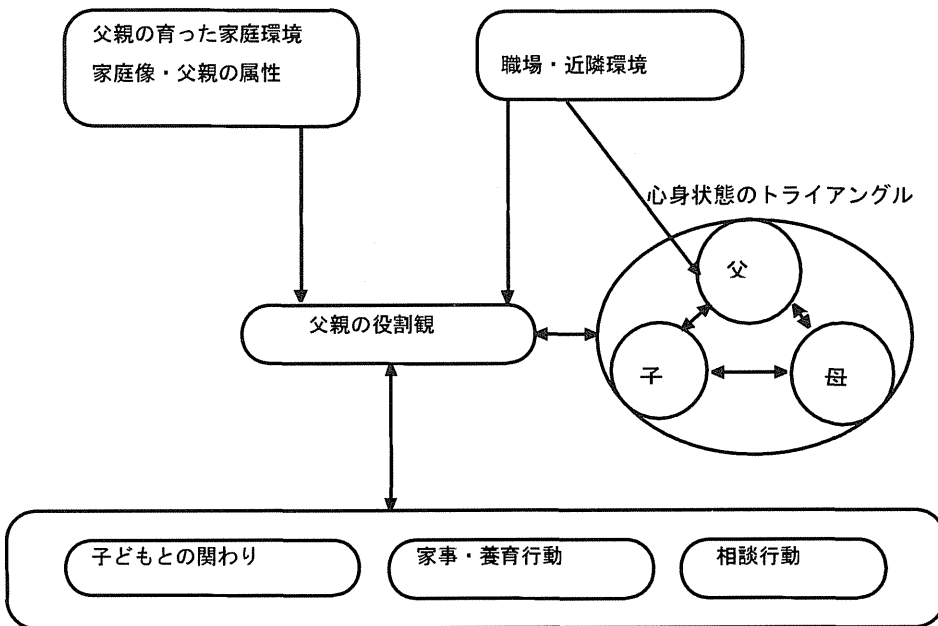 父親の育った家庭環境
家庭像・父親の属性
職場・近隣環境
心身状態のトライアングル
父
父親の役割観
子
母
子どもとの関わり
家事・養育行動
相談行動